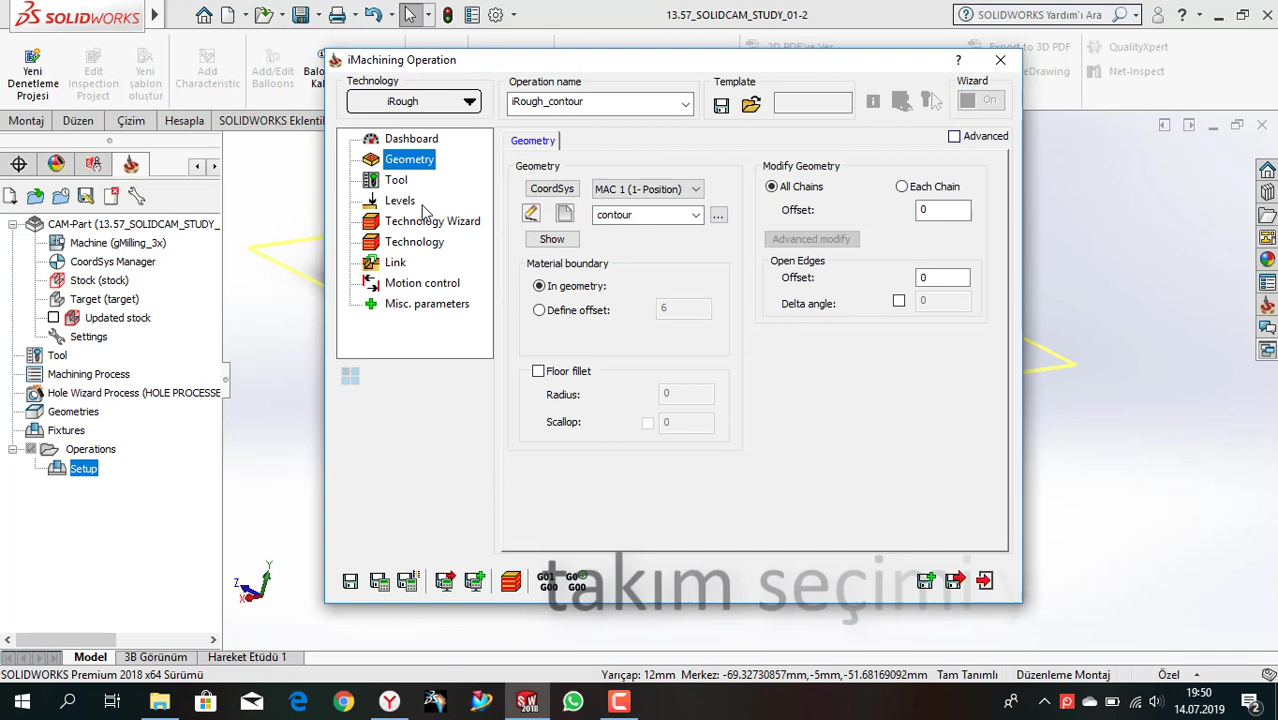 SOLIDWORKS
13.57_SOLIDCAM_STUDY_01-2
SOLIDWORKS Yardım'ı Ara
Yeni Denetleme Projesi
Edit Inspection Project
Yeni şablon oluştur
Add Characteristic
Add/Edit Balloons
Export to 3D PDF
QualityXpert
Net-Inspect
Montaj
Düzen
Çizim
Hesapla
iMachining Operation
Technology
iRough
Operation name
iRough_contour
Template
Wizard
On
Dashboard
Geometry
Tool
Levels
Technology Wizard
Technology
Link
Motion control
Misc. parameters
Geometry
Advanced
Geometry
CoordSys
MAC 1 (1- Position)
contour
...
Show
Material boundary
In geometry:
Define offset:
6
Floor fillet
Radius:
0
Scallop:
0
Modify Geometry
All Chains
Each Chain
Offset:
0
Advanced modify
Open Edges
Offset:
0
Delta angle:
0
G01
G00
CAM-Part (13.57_SOLIDCAM_STUDY_
Machine (gMilling_3x)
CoordSys Manager
Stock (stock)
Target (target)
Updated stock
Settings
Tool
Machining Process
Hole Wizard Process (HOLE PROCESSE
Geometries
Fixtures
Operations
Setup
takım seçimi
Y
Z
X
Model
3B Görünüm
Hareket Etüdü 1
SOLIDWORKS Premium 2018 x64 Sürümü
Yarıçap: 12mm Merkez: -69.32730857mm,-5mm,-51.68161092mm
Tam Tanımlı
Düzenleme Montaj
Özel
19:50
14.07.2019
2